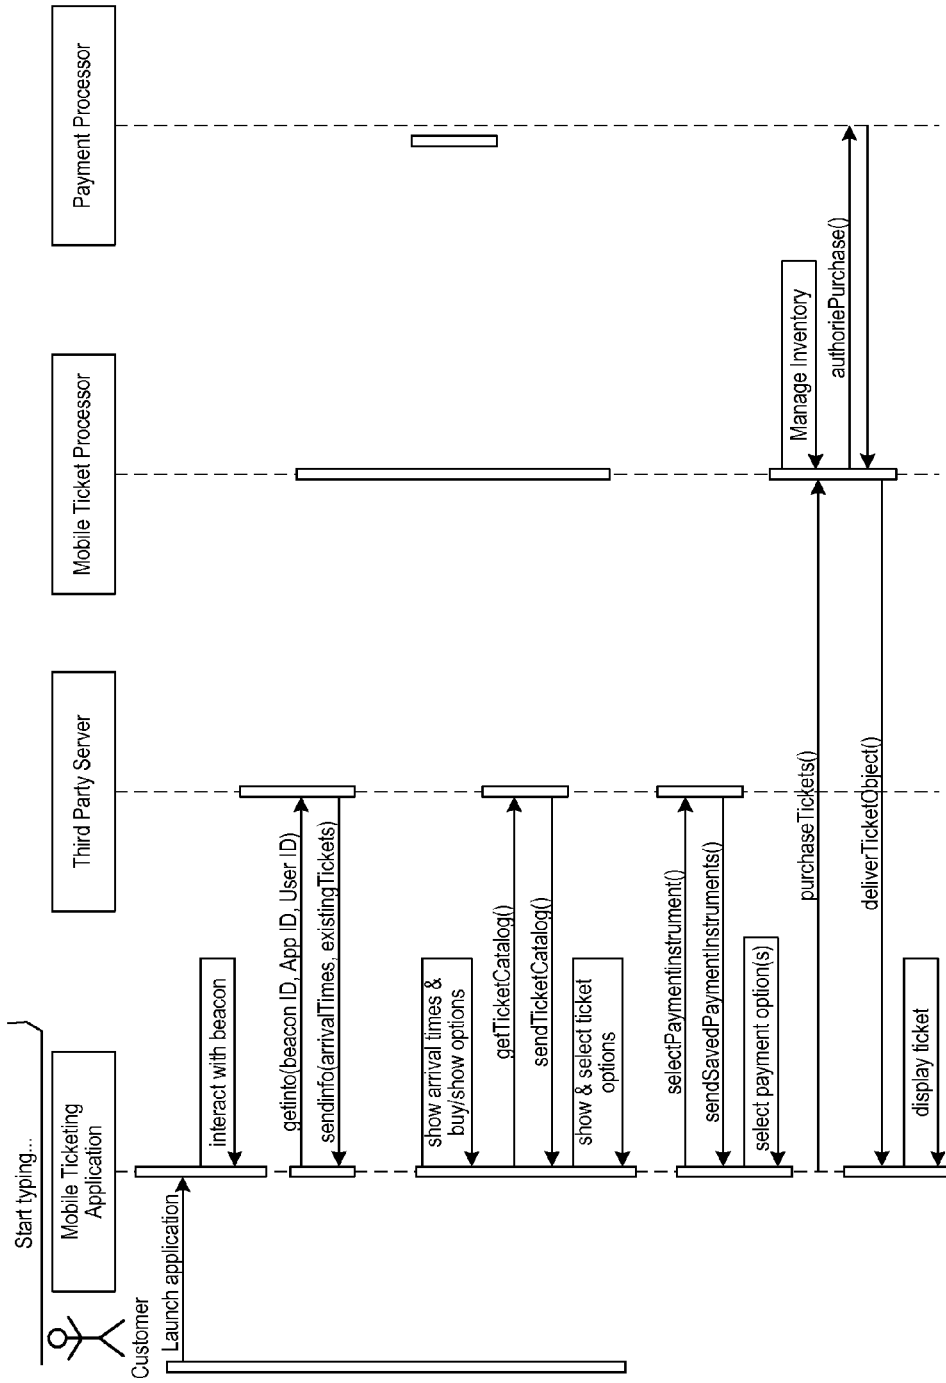 Start typing...
Customer
Mobile Ticketing
Application
Third Party Server
Mobile Ticket Processor
Payment Processor
Launch application
interact with beacon
getinto(beacon ID, App ID, User ID)
sendinfo(arrivalTimes, existingTickets)
show arrival times &
buy/show options
getTicketCatalog()
sendTicketCatalog()
show & select ticket
options
selectPaymentinstrument()
sendSavedPaymentInstruments()
select payment option(s)
purchaseTickets()
Manage Inventory
authoriePurchase()
deliverTicketObject()
display ticket